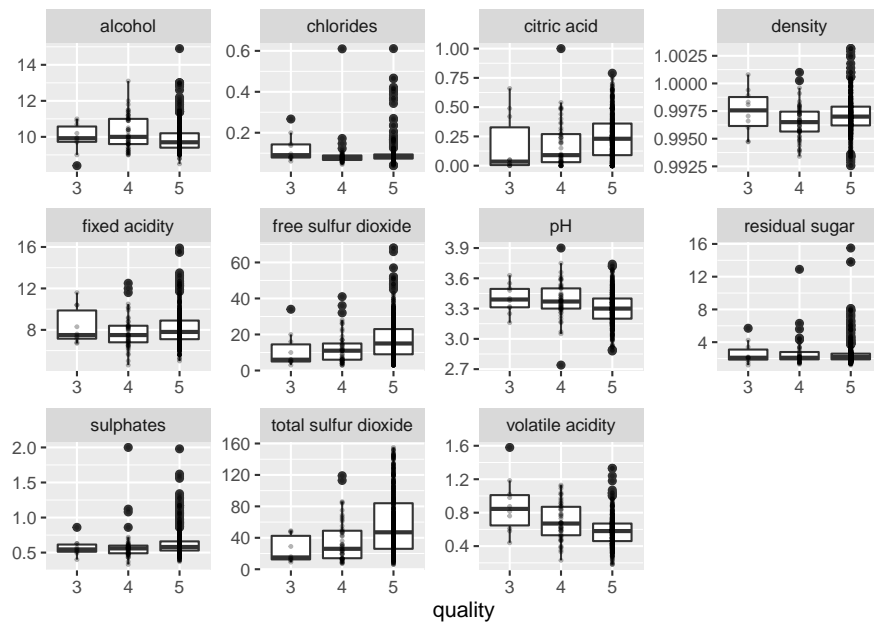 alcohol
14
12
10
3 4 5
chlorides
0.6
0.4
0.2
3 4 5
citric acid
1.00
0.75
0.50
0.25
0.00
3 4 5
density
1.0025
1.0000
0.9975
0.9950
0.9925
3 4 5
fixed acidity
16
12
8
3 4 5
free sulfur dioxide
60
40
20
0
3 4 5
pH
3.9
3.6
3.3
3.0
2.7
3 4 5
residual sugar
16
12
8
4
3 4 5
sulphates
2.0
1.5
1.0
0.5
3 4 5
total sulfur dioxide
160
120
80
40
0
3 4 5
volatile acidity
1.6
1.2
0.8
0.4
3 4 5
quality